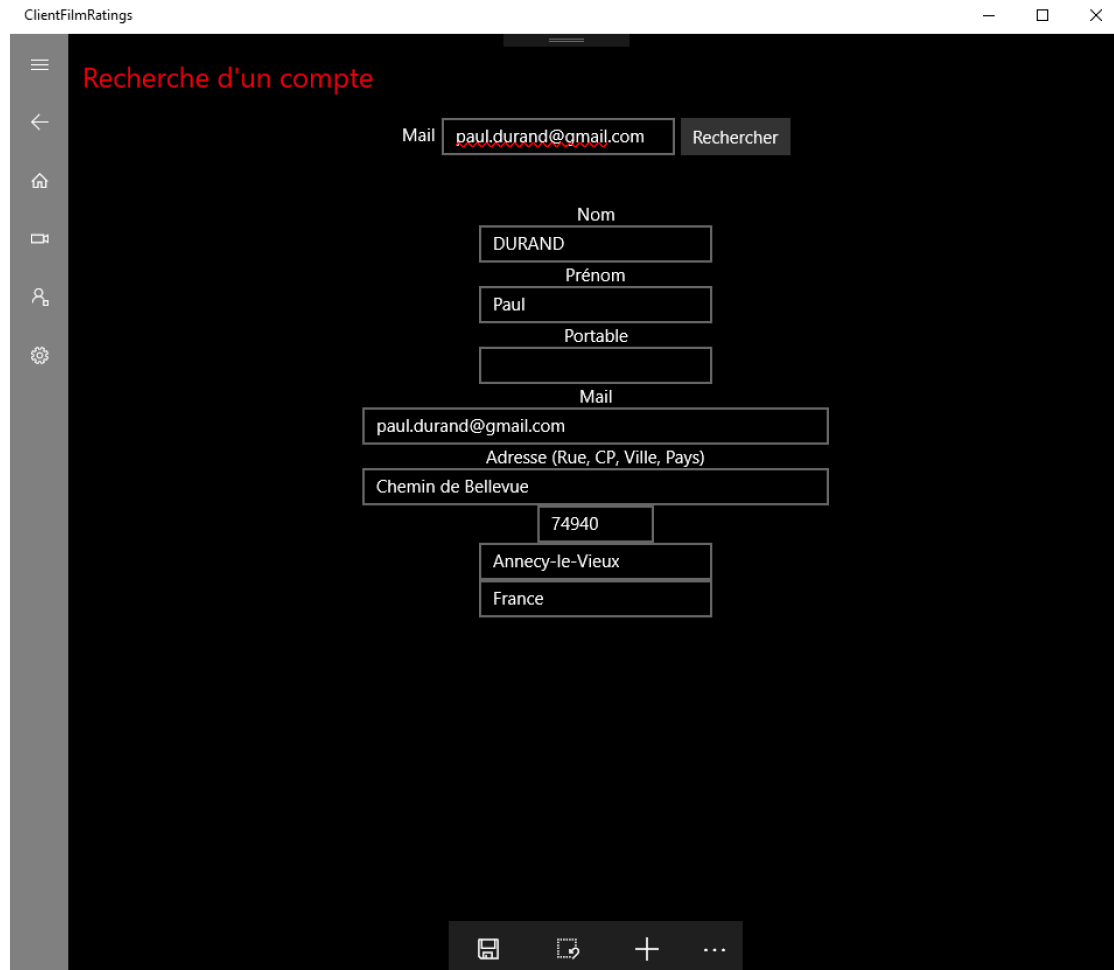 ClientFilmRatings
Recherche d'un compte
Mail paul.durand@gmail.com Rechercher
Nom
DURAND
Prénom
Paul
Portable
Mail
paul.durand@gmail.com
Adresse (Rue, CP, Ville, Pays)
Chemin de Bellevue
74940
Annecy-le-Vieux
France